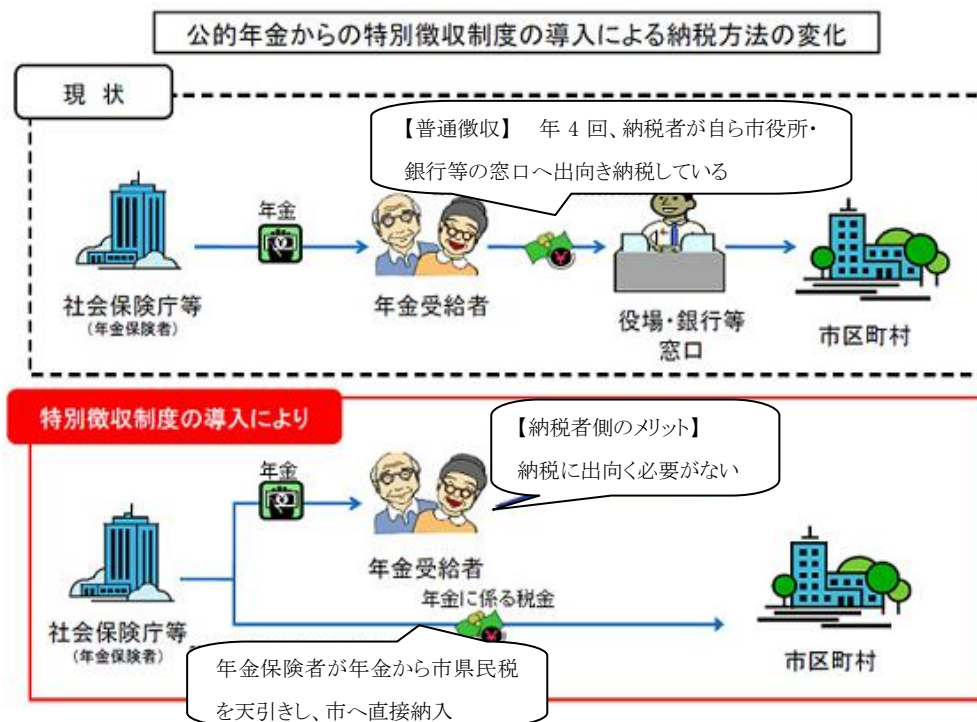 公的年金からの特別徴収制度の導入による納税方法の変化
現 状
【普通徴収】　年 4 回、納税者が自ら市役所・
銀行等の窓口へ出向き納税している
年金
社会保険庁等
(年金保険者)
年金受給者
役場・銀行等
窓口
市区町村
特別徴収制度の導入により
【納税者側のメリット】
納税に出向く必要がない
年金
年金受給者
年金に係る税金
社会保険庁等
(年金保険者)
市区町村
年金保険者が年金から市県民税
を天引きし、市へ直接納入